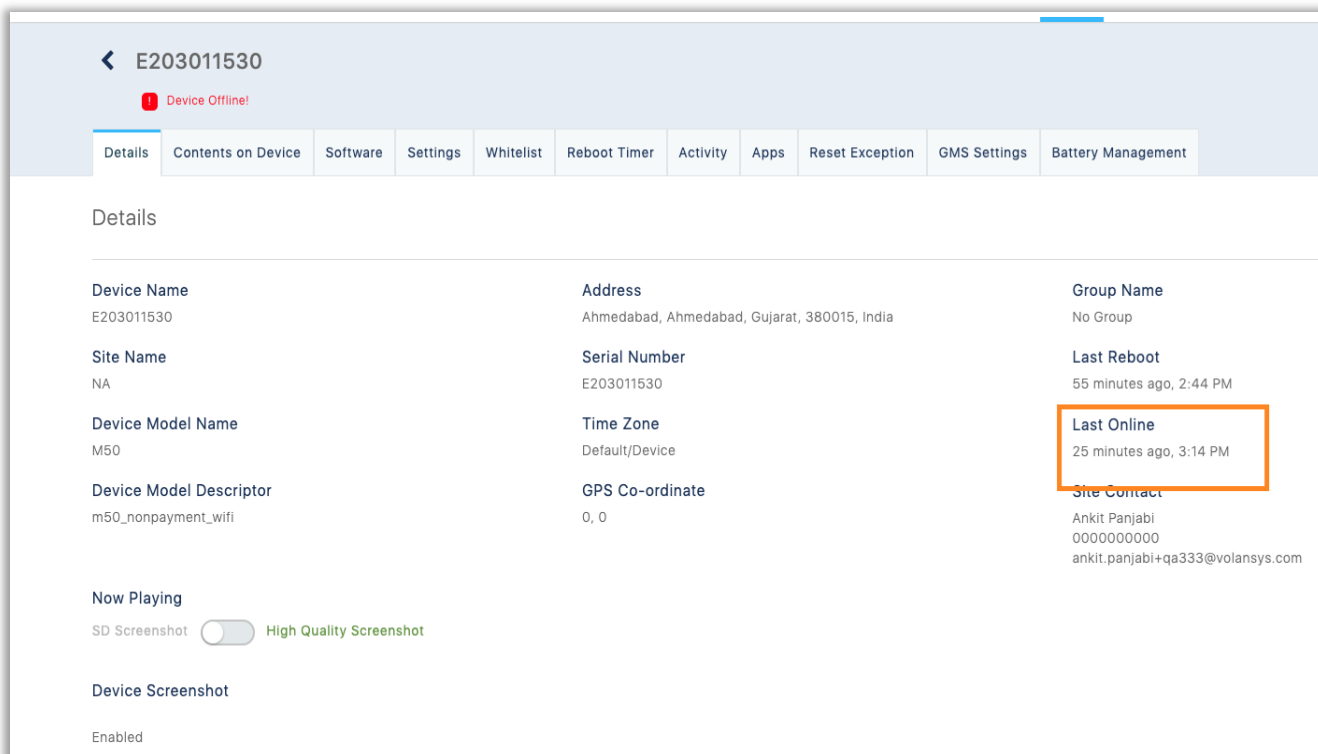 E203011530
! Device Offline!
Details Contents on Device Software Settings Whitelist Reboot Timer Activity Apps Reset Exception GMS Settings Battery Management
Details
Device Name Address Group Name
E203011530 Ahmedabad, Ahmedabad, Gujarat, 380015, India No Group
Site Name Serial Number Last Reboot
NA E203011530 55 minutes ago, 2:44 PM
Device Model Name Time Zone Last Online
M50 Default/Device 25 minutes ago, 3:14 PM
Device Model Descriptor GPS Co-ordinate Site Contact
m50_nonpayment_wifi 0, 0 Ankit Panjabi
0000000000
ankit.panjabi+qa333@volansys.com
Now Playing
SD Screenshot High Quality Screenshot
Device Screenshot
Enabled